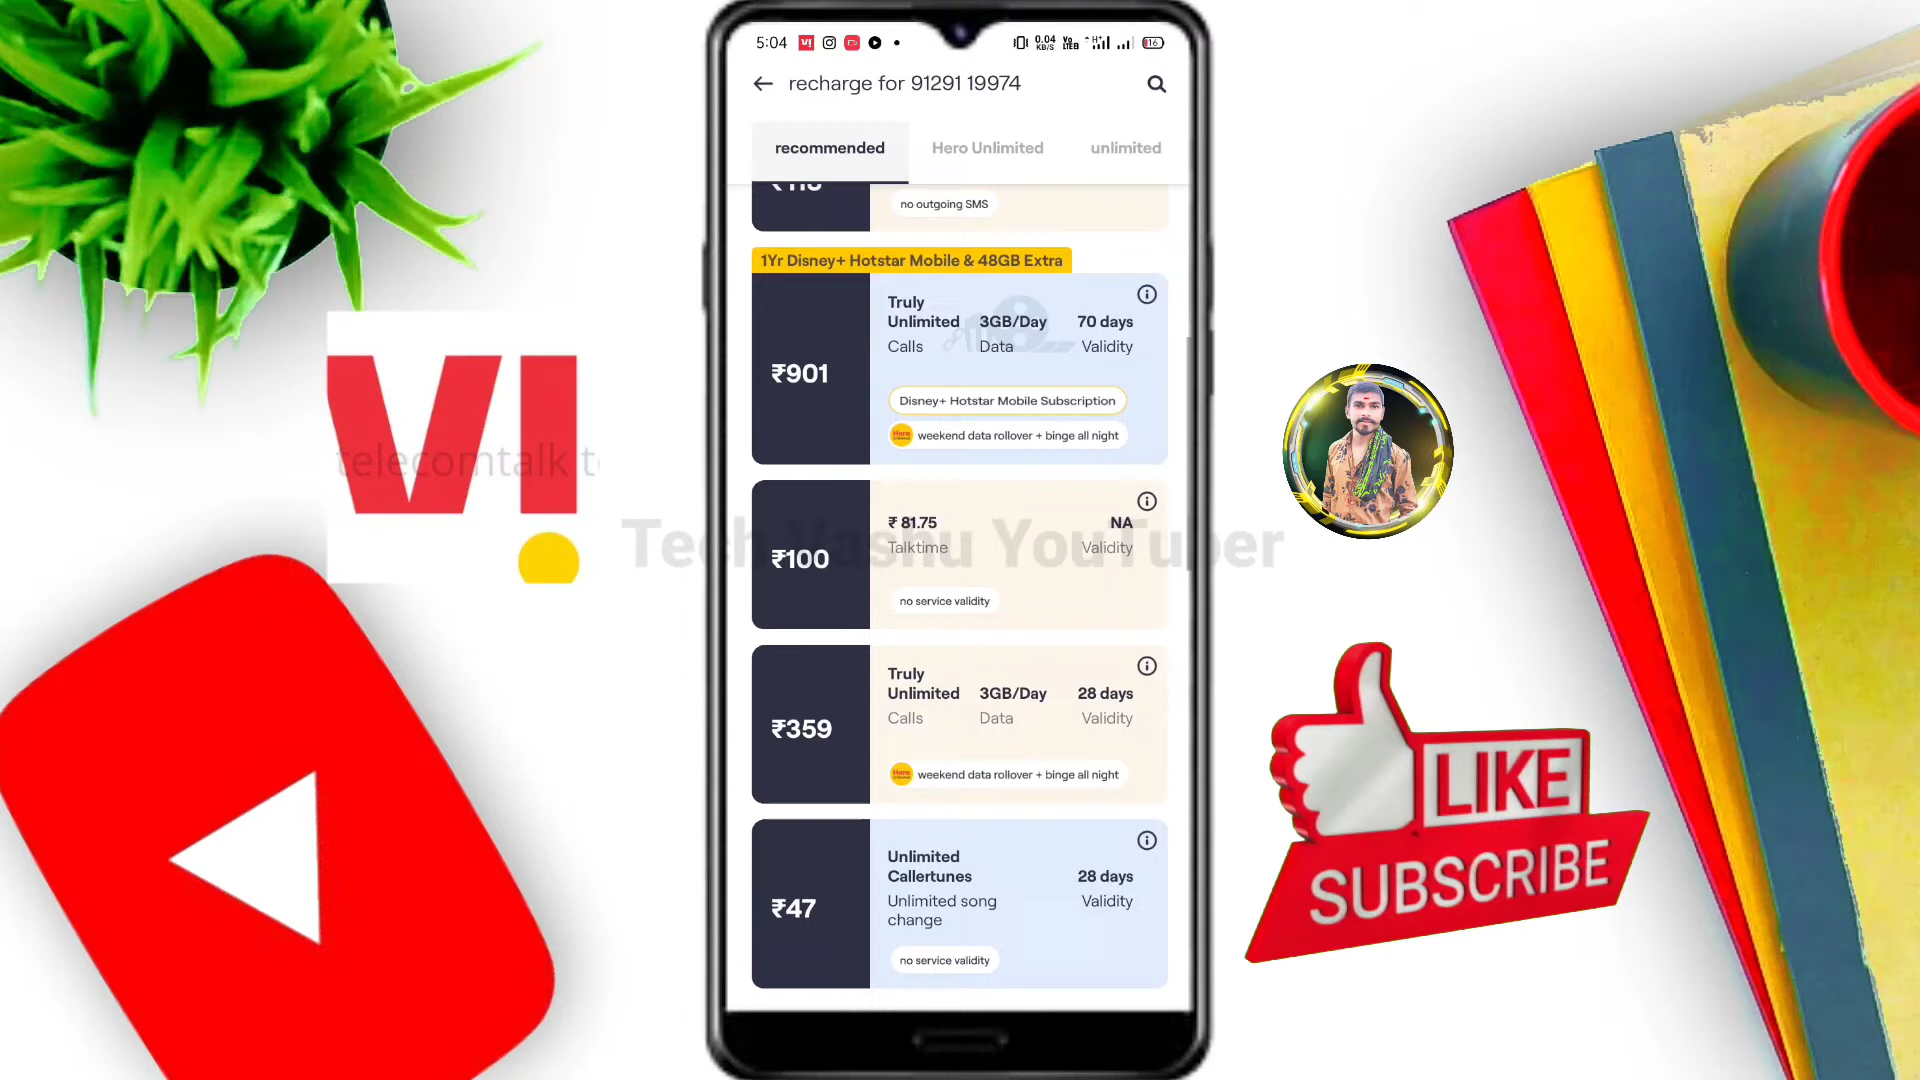 5:04
0.04
KB/S
16
recharge for 91291 19974
recommended
Hero Unlimited
unlimited
no outgoing SMS
1Yr Disney+ Hotstar Mobile & 48GB Extra
Truly
Unlimited 3GB/Day 70 days
Calls Data Validity
₹901
Disney+ Hotstar Mobile Subscription
weekend data rollover + binge all night
₹100
₹ 81.75 NA
Talktime Validity
no service validity
Truly
Unlimited 3GB/Day 28 days
Calls Data Validity
₹359
weekend data rollover + binge all night
Unlimited
Callertunes 28 days
Unlimited song Validity
change
₹47
no service validity
VI
telecomtalk
Tech Vashu YouTuber
LIKE
SUBSCRIBE